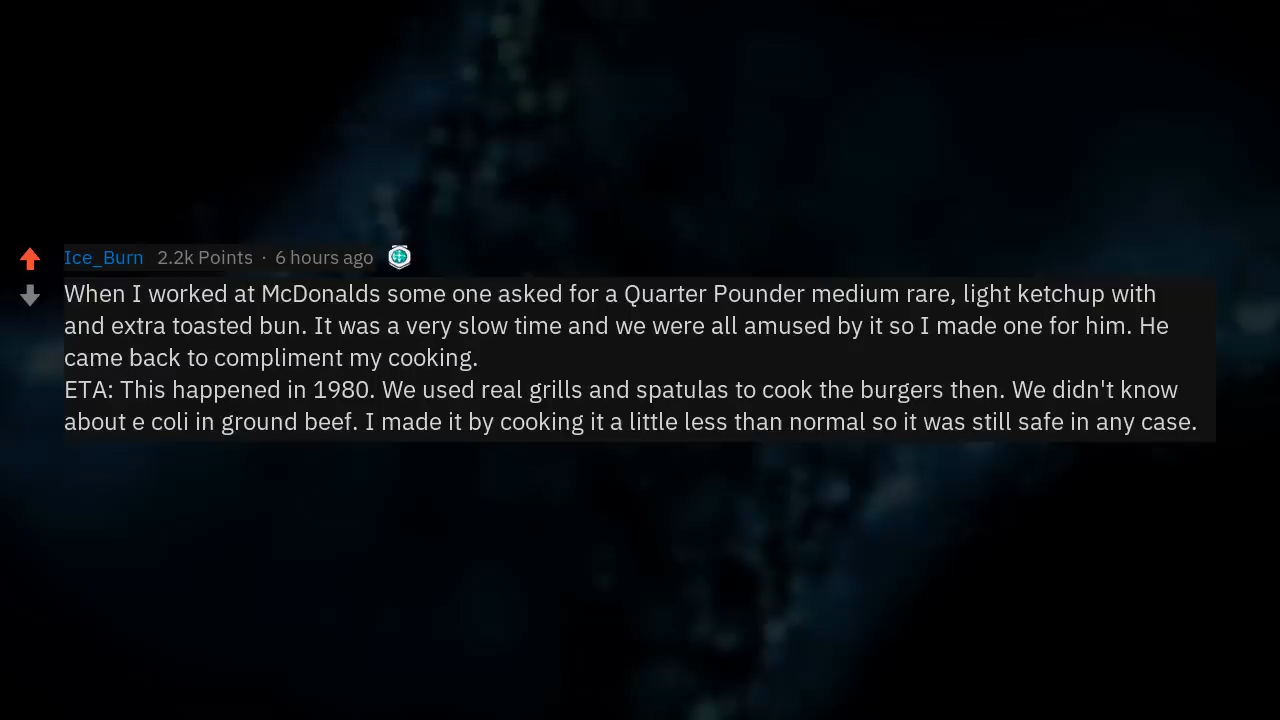 Ice_Burn 2.2k Points · 6 hours ago
When I worked at McDonalds some one asked for a Quarter Pounder medium rare, light ketchup with
and extra toasted bun. It was a very slow time and we were all amused by it so I made one for him. He
came back to compliment my cooking.
ETA: This happened in 1980. We used real grills and spatulas to cook the burgers then. We didn't know
about e coli in ground beef. I made it by cooking it a little less than normal so it was still safe in any case.